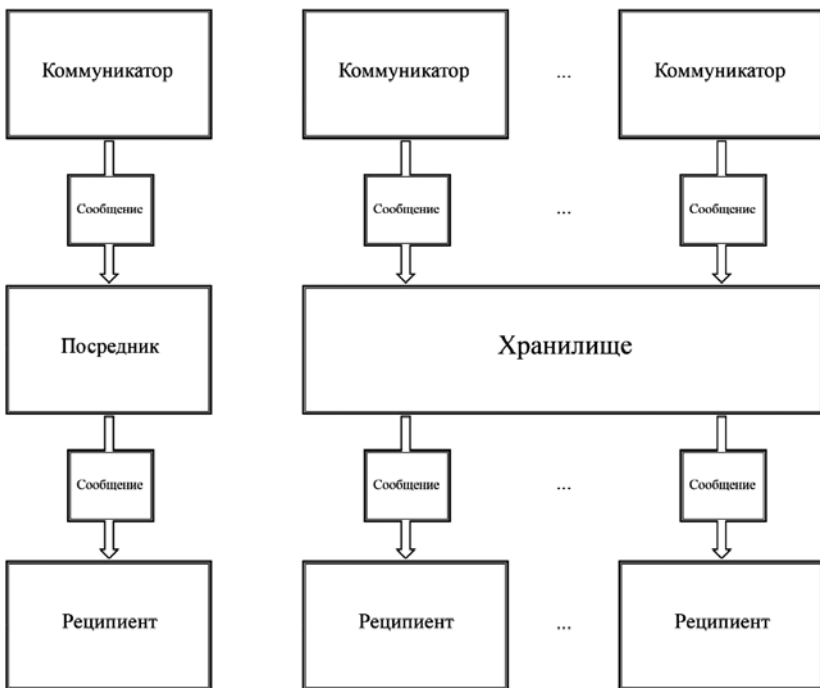 Коммуникатор Коммуникатор ... Коммуникатор
Сообщение Сообщение ... Сообщение
Посредник Хранилище
Сообщение Сообщение ... Сообщение
Реципиент Реципиент ... Реципиент